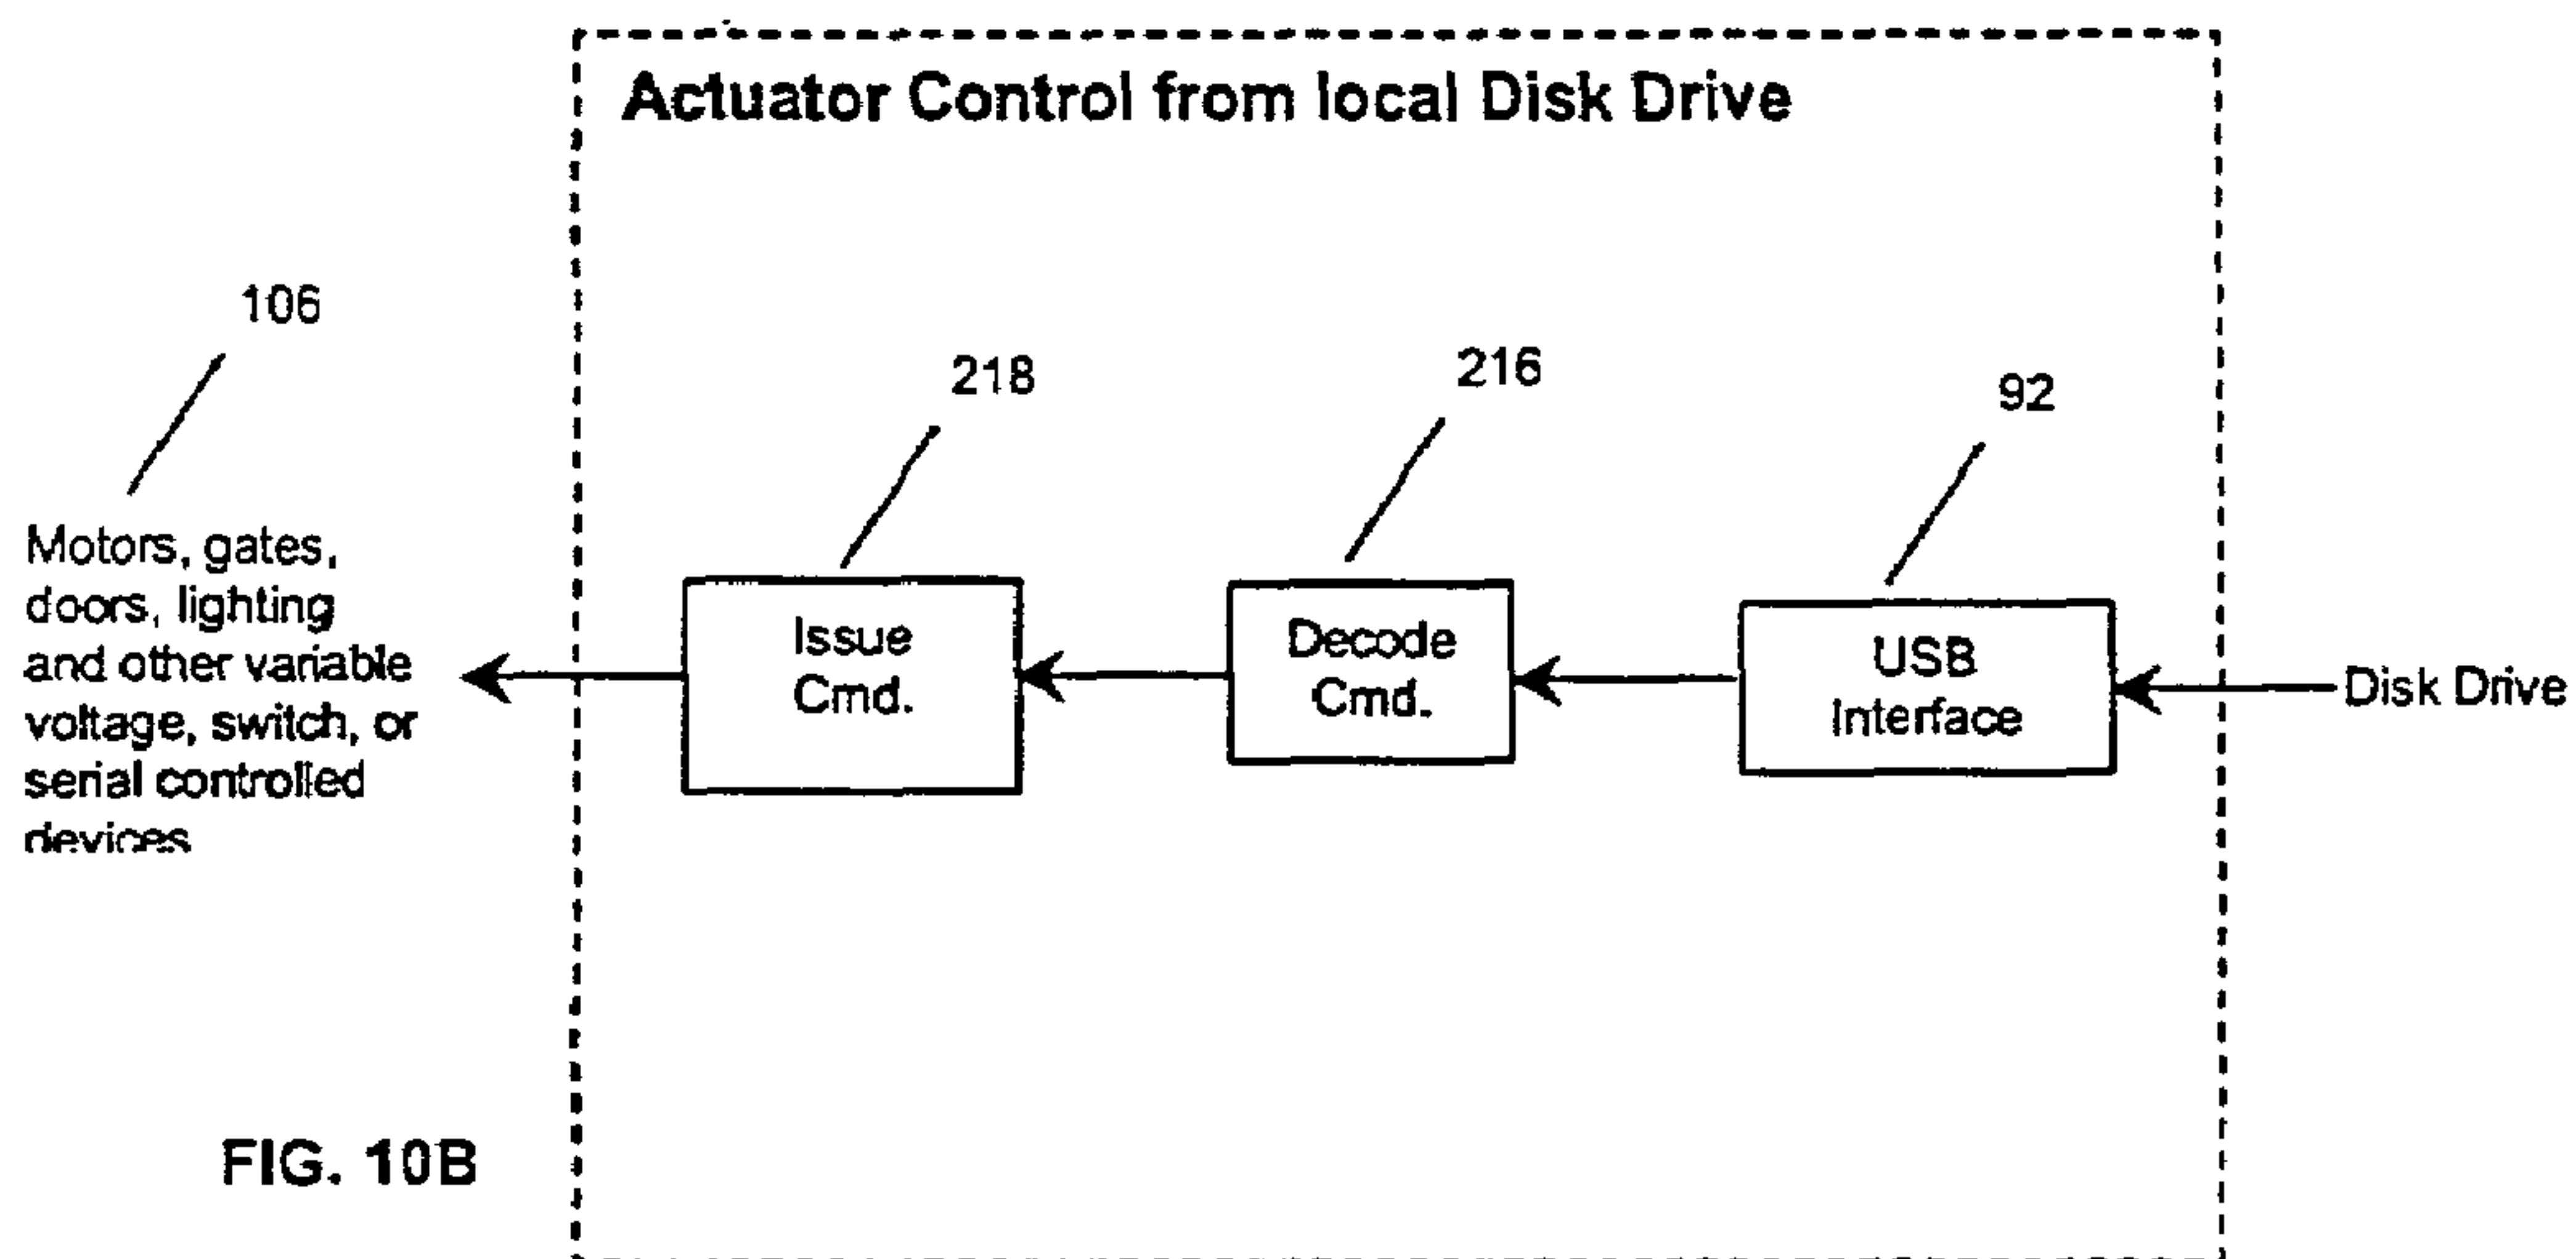 Actuator Control from local Disk Drive
106
218
216
92
Motors, gates,
doors, lighting
and other variable
voltage, switch, or
serial controlled
devices
Issue
Cmd.
Decode
Cmd.
USB
Interface
Disk Drive
FIG. 10B